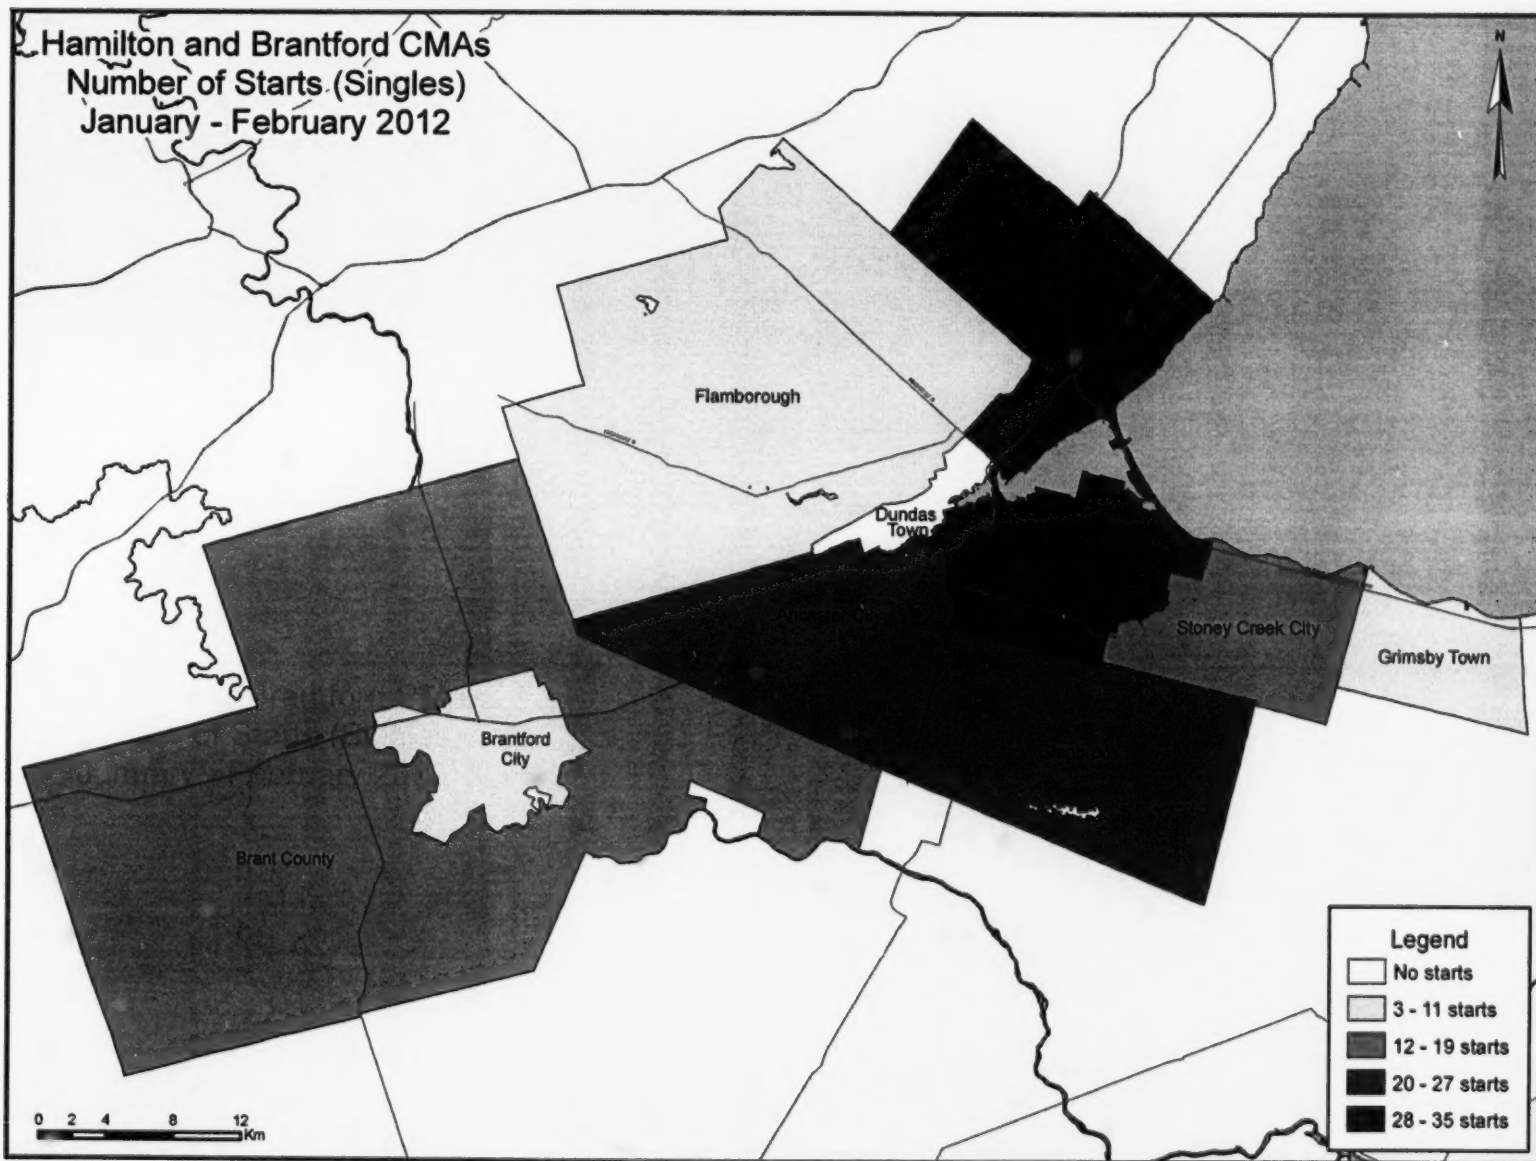 Hamilton and Brantford CMAs
Number of Starts (Singles)
January - February 2012
N
Flamborough
Dundas
Town
Ancaster City
Stoney Creek City
Grimsby Town
Brantford
City
Brant County
Legend
No starts
3 - 11 starts
12 - 19 starts
20 - 27 starts
28 - 35 starts
0 2 4 8 12
Km